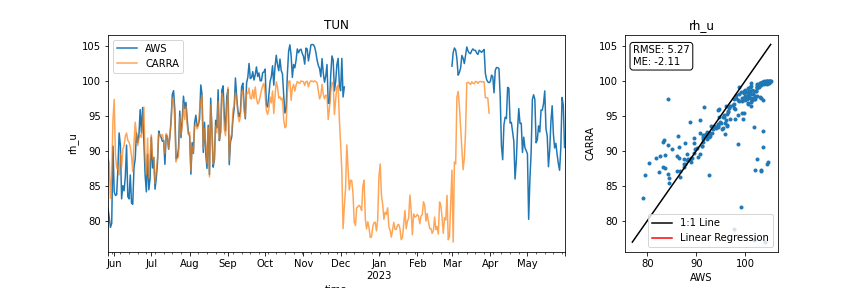 TUN
AWS
CARRA
rh_u
105
100
95
90
85
80
Jun Jul Aug Sep Oct Nov Dec Jan Feb Mar Apr May
2023
time
rh_u
RMSE: 5.27
ME: -2.11
CARRA
105
100
95
90
85
80
1:1 Line
Linear Regression
80 90 100
AWS